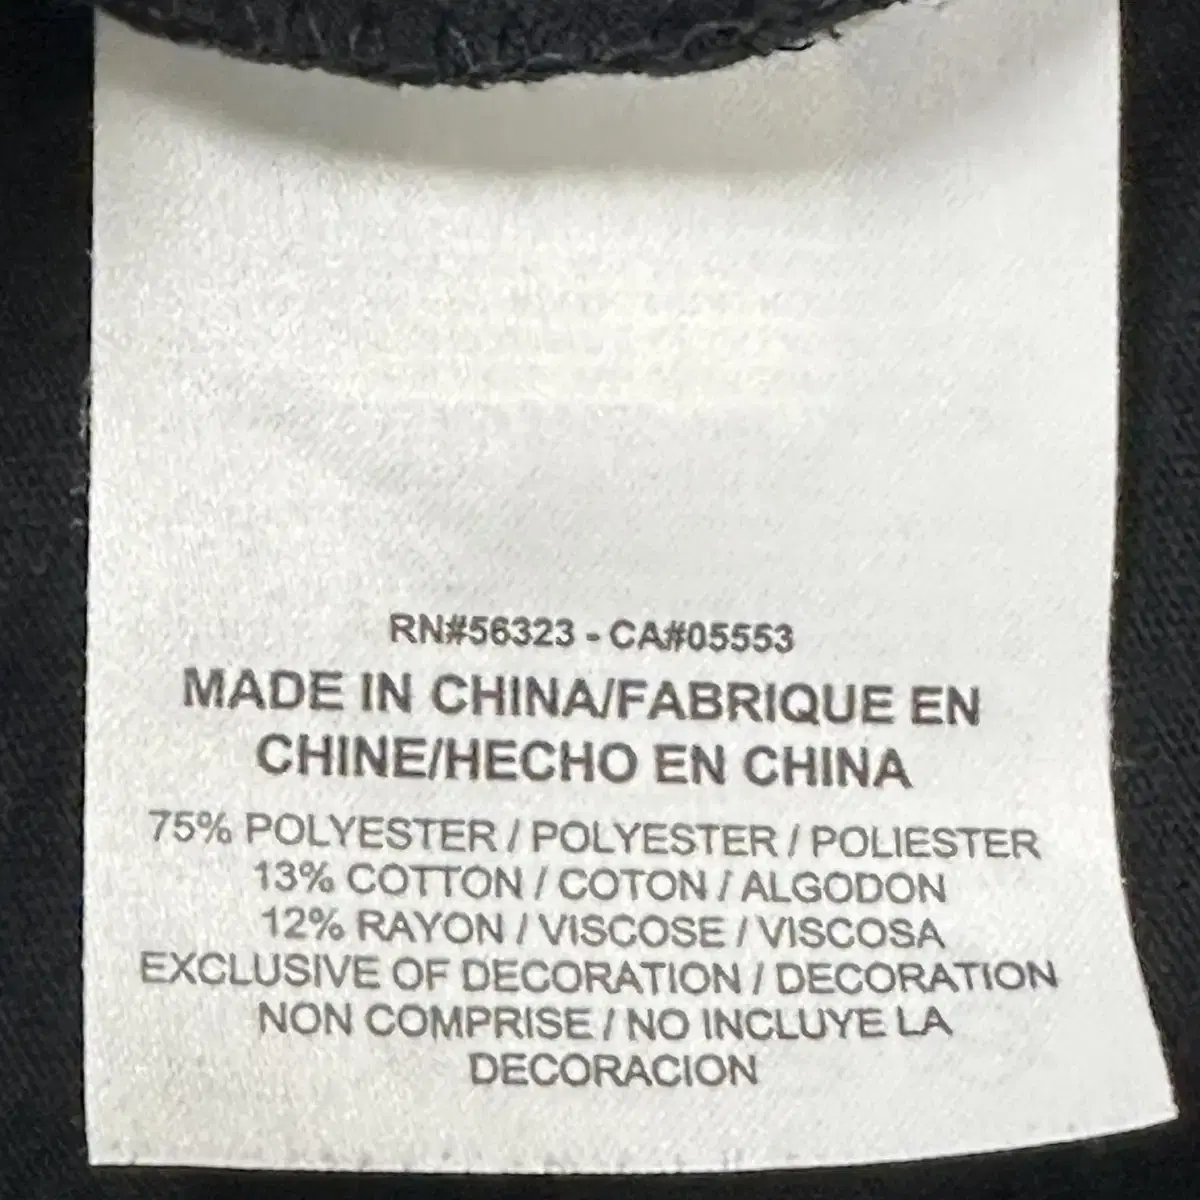 RN#56323 - CA#05553
MADE IN CHINA/FABRIQUE EN
CHINE/HECHO EN CHINA
75% POLYESTER / POLYESTER / POLIESTER
13% COTTON / COTON / ALGODON
12% RAYON / VISCOSE / VISCOSA
EXCLUSIVE OF DECORATION / DECORATION
NON COMPRISE / NO INCLUYE LA
DECORACION